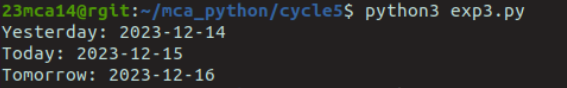 23mca14@rgit:~/mca_python/cycle5$ python3 exp3.py
Yesterday: 2023-12-14
Today: 2023-12-15
Tomorrow: 2023-12-16